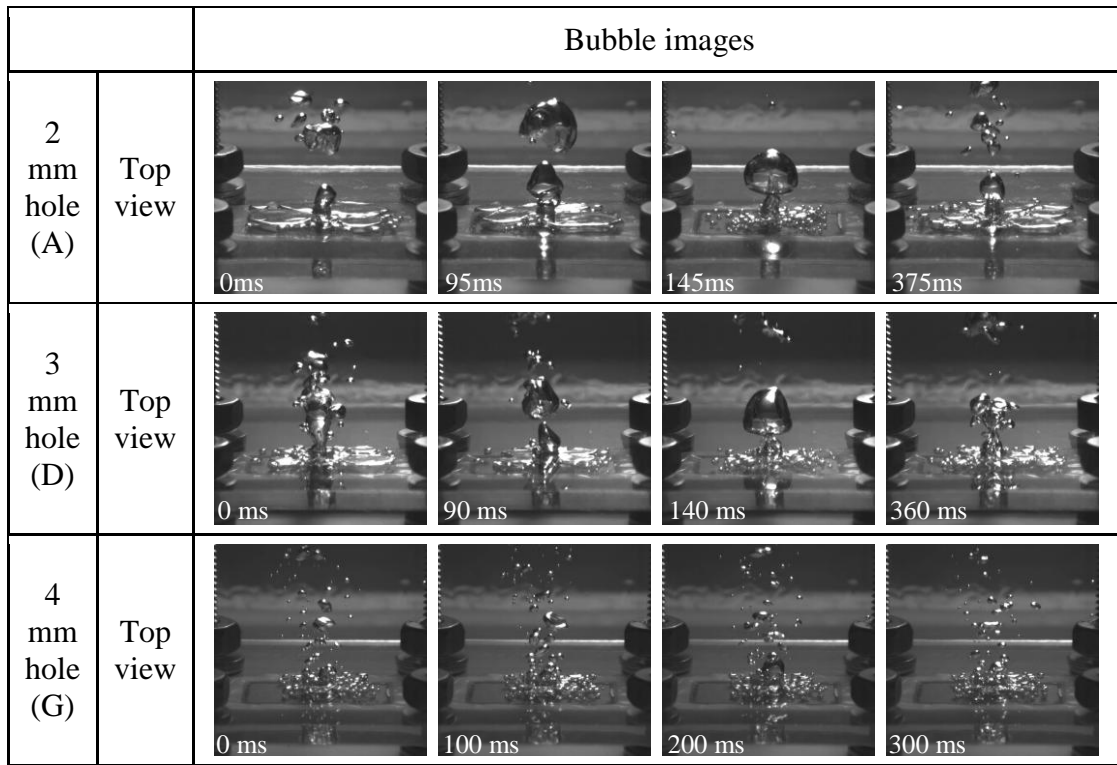 Bubble images
2
mm
hole
(A)
Top
view
0ms
95ms
145ms
375ms
3
mm
hole
(D)
Top
view
0 ms
90 ms
140 ms
360 ms
4
mm
hole
(G)
Top
view
0 ms
100 ms
200 ms
300 ms